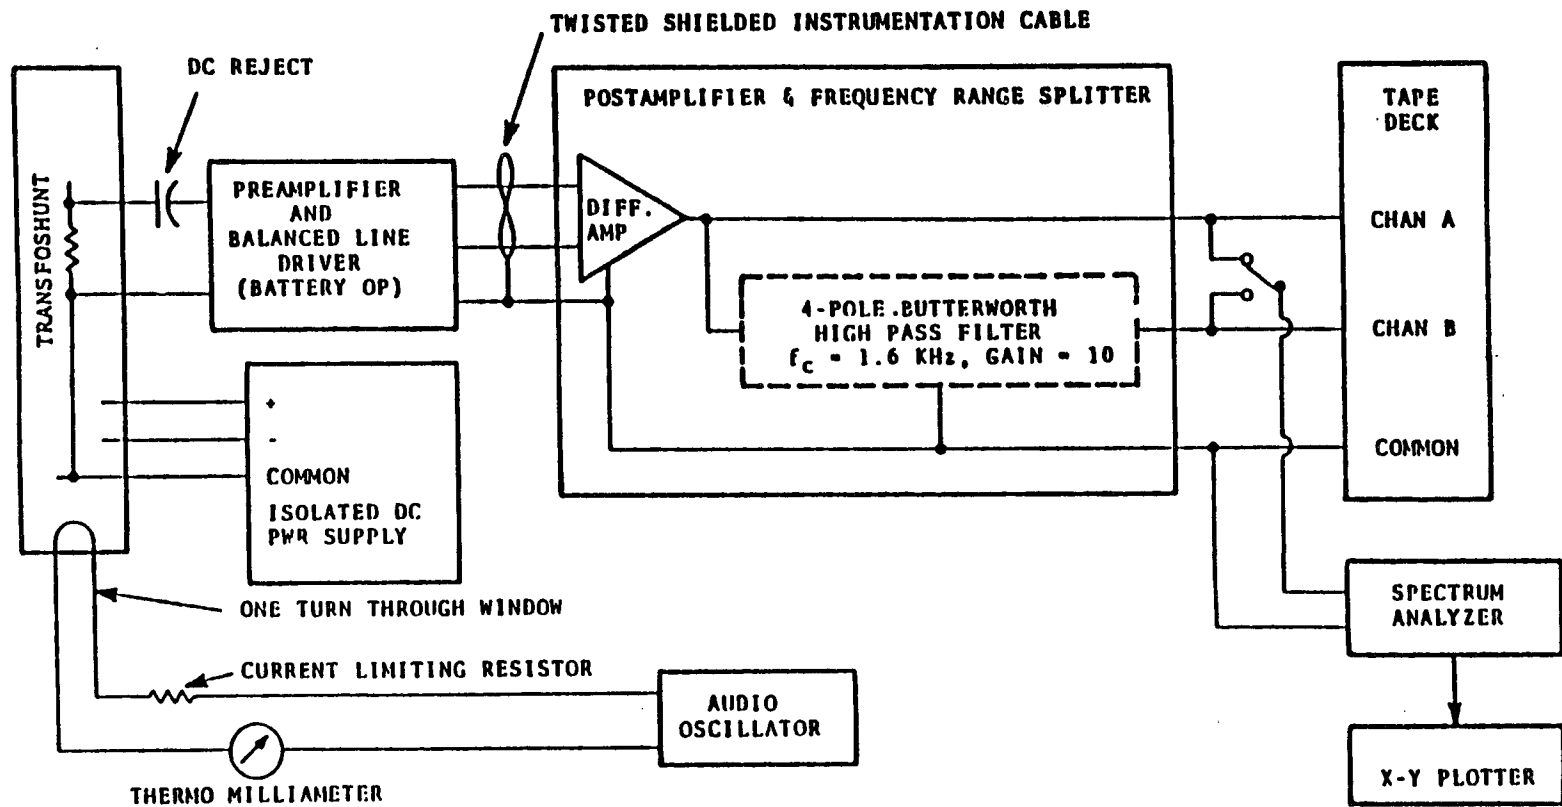 TWISTED SHIELDED INSTRUMENTATION CABLE
DC REJECT
TRANSFOSHUNT
PREAMPLIFIER
AND
BALANCED LINE
DRIVER
(BATTERY OP)
POSTAMPLIFIER & FREQUENCY RANGE SPLITTER
DIFF.
AMP
4-POLE.BUTTERWORTH
HIGH PASS FILTER
fc = 1.6 KHz, GAIN = 10
TAPE
DECK
CHAN A
CHAN B
COMMON
+
-
COMMON
ISOLATED DC
PWR SUPPLY
ONE TURN THROUGH WINDOW
CURRENT LIMITING RESISTOR
AUDIO
OSCILLATOR
THERMO MILLIAMETER
SPECTRUM
ANALYZER
X-Y PLOTTER